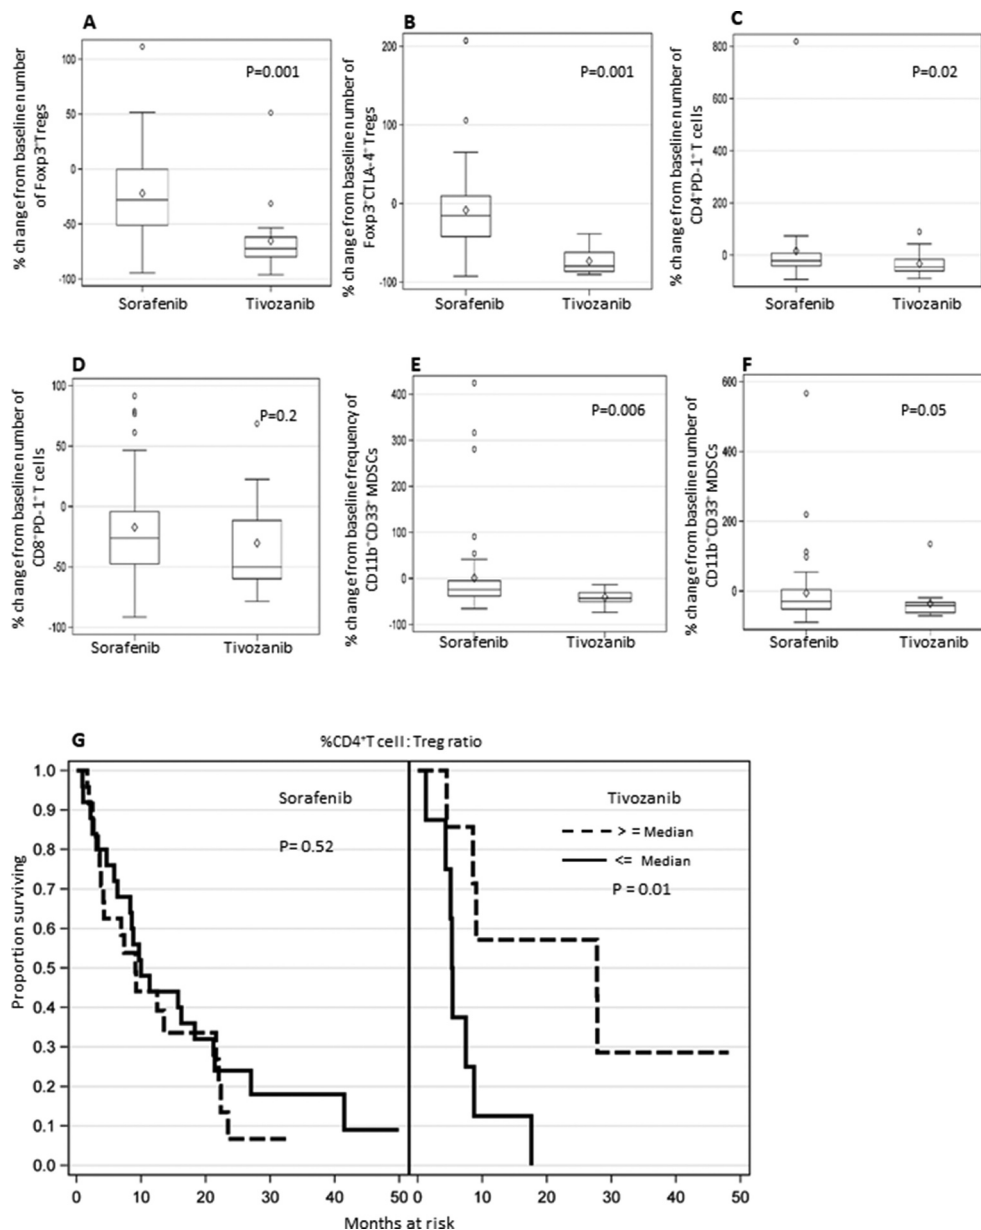 A
% change from baseline number
of Foxp3⁺Tregs
100
50
0
-50
-100
P=0.001
Sorafenib
Tivozanib
B
% change from baseline number of
Foxp3⁺CTLA-4⁺ Tregs
200
100
0
-100
P=0.001
Sorafenib
Tivozanib
C
% change from baseline number of
CD4⁺PD-1⁺ T cells
800
600
400
200
0
P=0.02
Sorafenib
Tivozanib
D
% change from baseline number of
CD8⁺PD-1⁺ T cells
100
50
0
-50
-100
P=0.2
Sorafenib
Tivozanib
E
% change from baseline frequency of
CD11b⁺CD33⁺ MDSCs
400
300
200
100
0
-100
P=0.006
Sorafenib
Tivozanib
F
% change from baseline number of
CD11b⁺CD33⁺ MDSCs
600
400
200
0
P=0.05
Sorafenib
Tivozanib
G
%CD4⁺T cell: Treg ratio
Proportion surviving
1.0
0.9
0.8
0.7
0.6
0.5
0.4
0.3
0.2
0.1
0.0
Sorafenib
P= 0.52
Tivozanib
> = Median
<= Median
P = 0.01
0 10 20 30 40 50 0 10 20 30 40 50
Months at risk